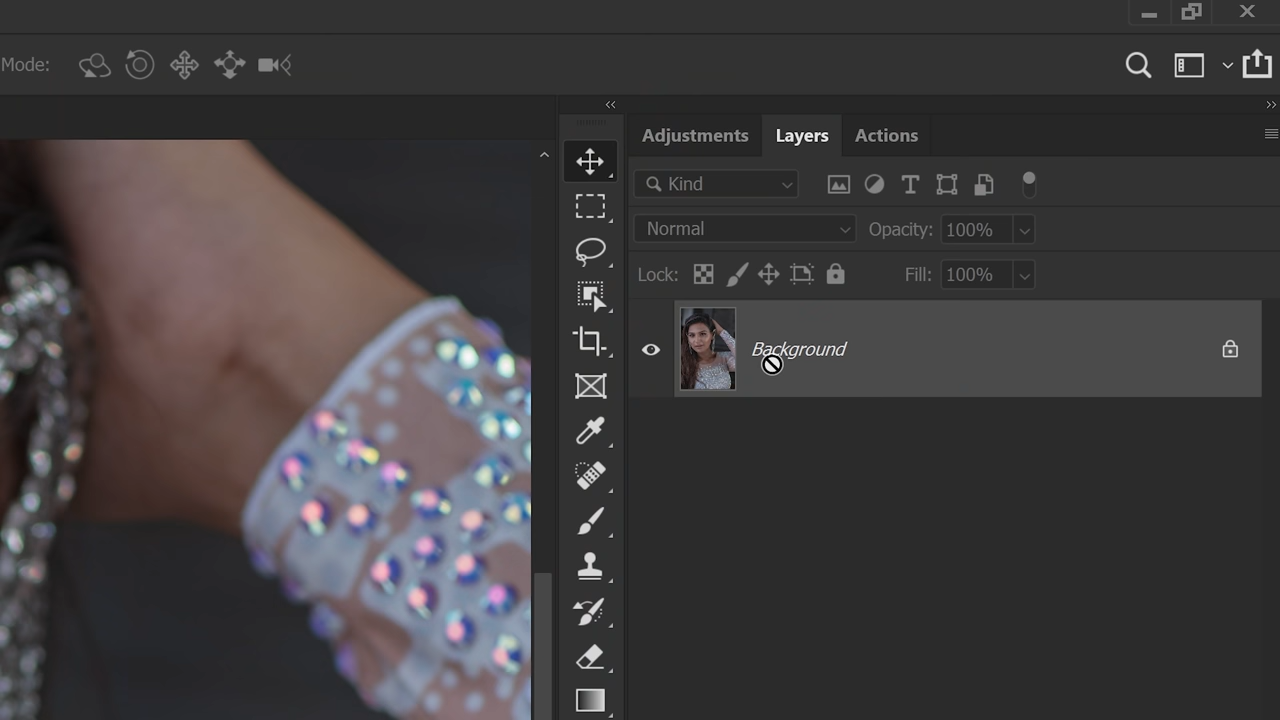 Mode:
Adjustments Layers Actions
Kind
Normal Opacity: 100%
Lock: Fill: 100%
Background